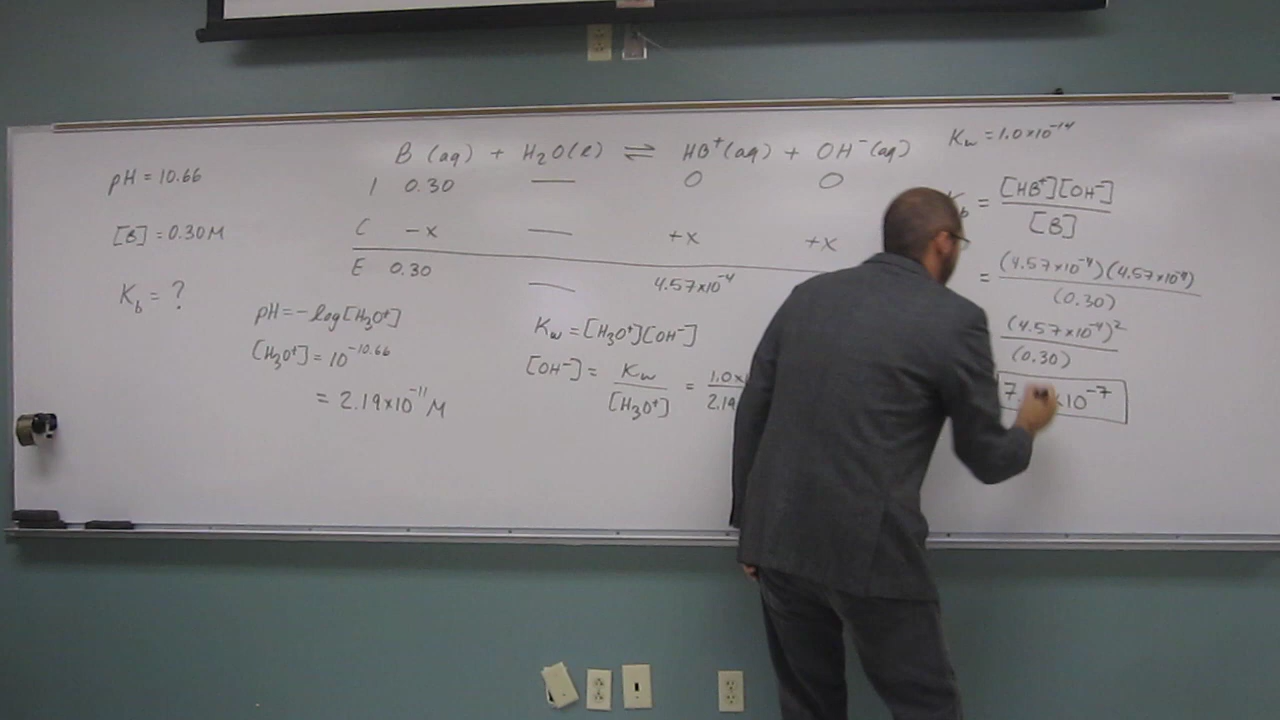 pH = 10.66
[B] = 0.30 M
K_b = ?
B (aq) + H₂O(ℓ) ⇌ HB⁺(aq) + OH⁻(aq)
I 0.30 — 0 0
C -x — +x +x
E 0.30 — 4.57×10⁻⁴
pH = -log[H₃O⁺]
[H₃O⁺] = 10⁻¹⁰·⁶⁶
= 2.19×10⁻¹¹ M
K_w = [H₃O⁺][OH⁻]
[OH⁻] = K_w / [H₃O⁺] =
K_w = 1.0×10⁻¹⁴
= [HB⁺][OH⁻] / [B]
= (4.57×10⁻⁴)(4.57×10⁻⁴) / (0.30)
(4.57×10⁻⁴)² / (0.30)
×10⁻⁷